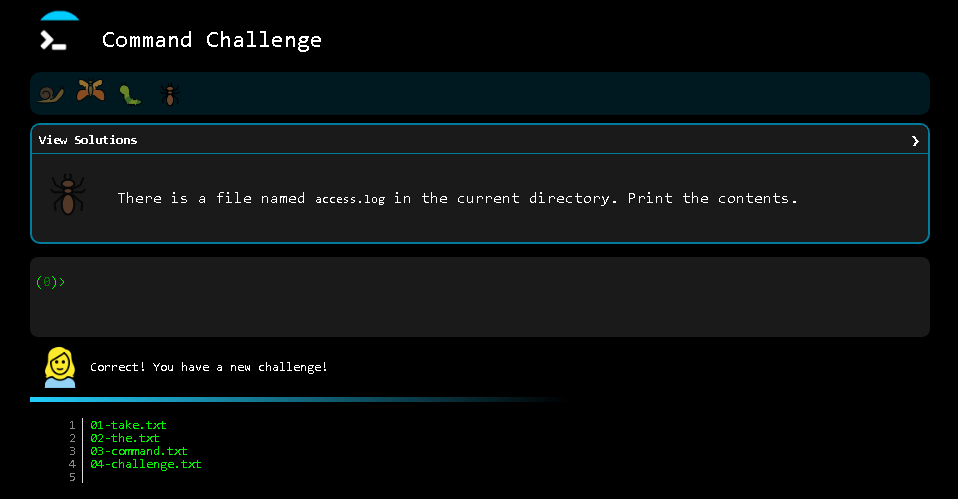 Command Challenge
View Solutions
There is a file named access.log in the current directory. Print the contents.
(0)>
Correct! You have a new challenge!
1 01-take.txt
2 02-the.txt
3 03-command.txt
4 04-challenge.txt
5